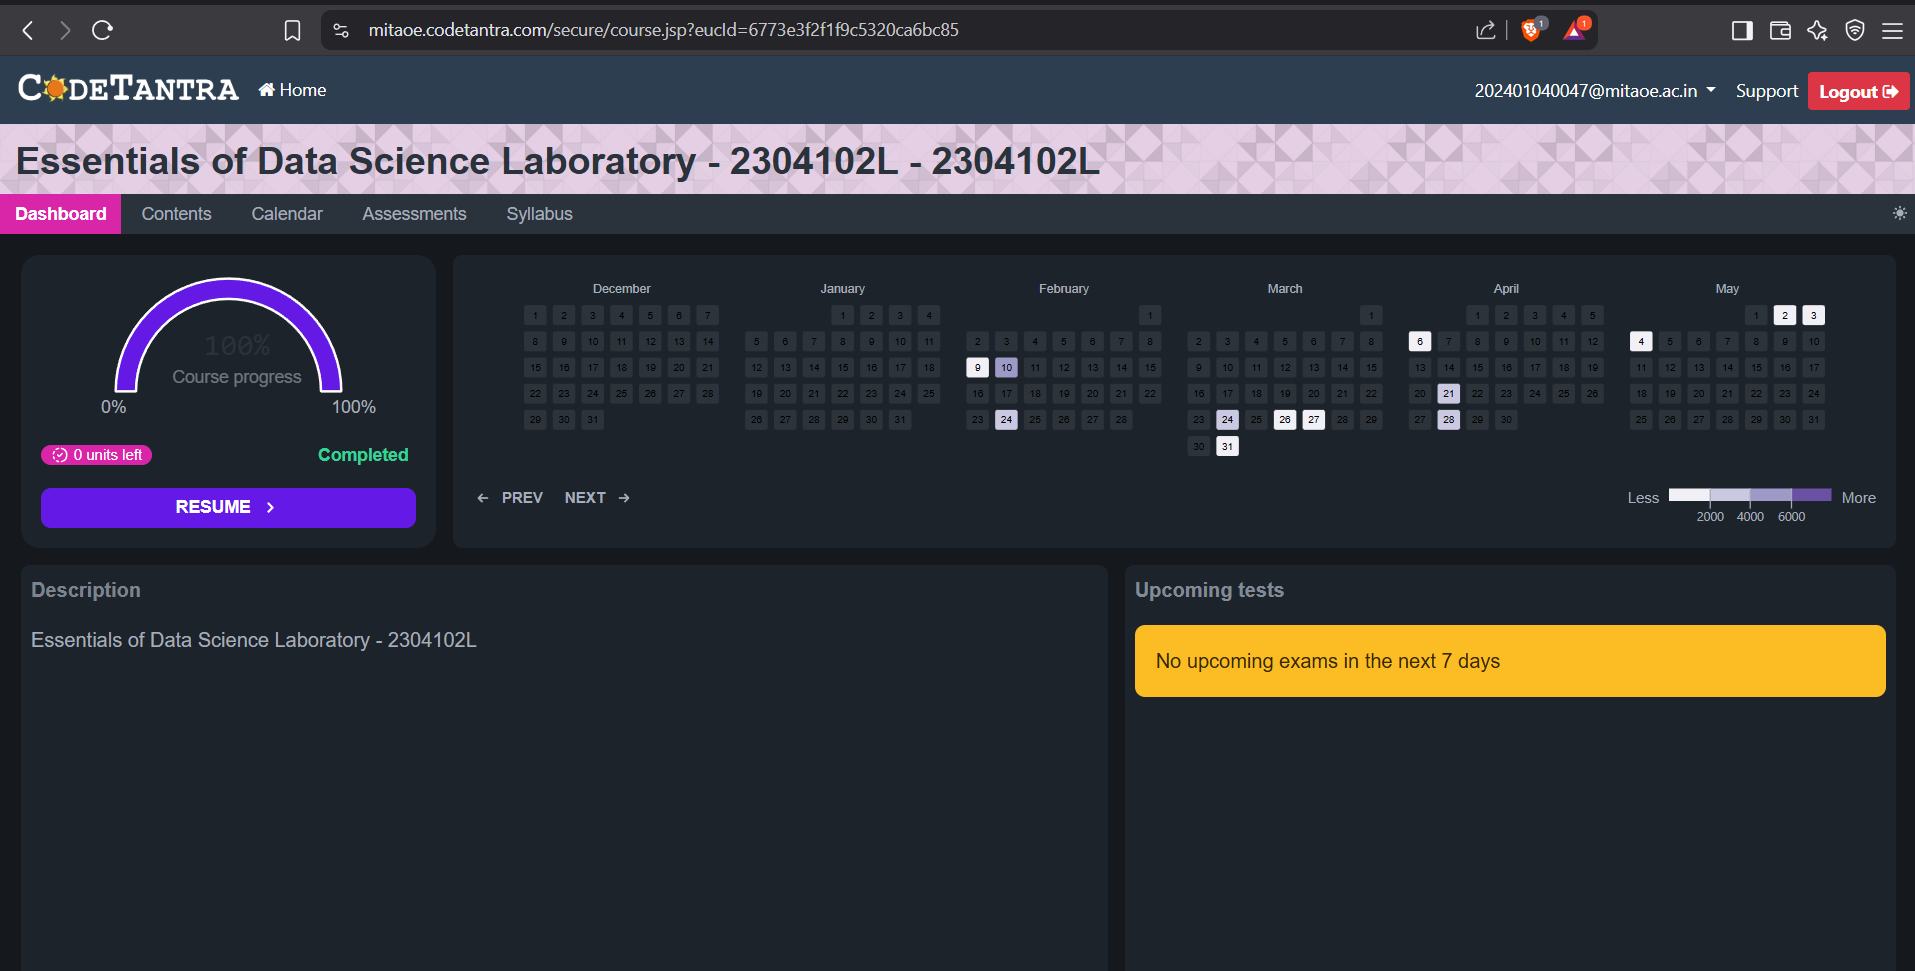 mitaoe.codetantra.com/secure/course.jsp?eucId=6773e3f2f1f9c5320ca6bc85
1
1
CODETANTRA
Home
202401040047@mitaoe.ac.in
Support
Logout
Essentials of Data Science Laboratory - 2304102L - 2304102L
Dashboard
Contents
Calendar
Assessments
Syllabus
100%
Course progress
0%
100%
0 units left
Completed
RESUME
December
1 2 3 4 5 6 7
8 9 10 11 12 13 14
15 16 17 18 19 20 21
22 23 24 25 26 27 28
29 30 31
January
1 2 3 4
5 6 7 8 9 10 11
12 13 14 15 16 17 18
19 20 21 22 23 24 25
26 27 28 29 30 31
February
1
2 3 4 5 6 7 8
9 10 11 12 13 14 15
16 17 18 19 20 21 22
23 24 25 26 27 28
March
1
2 3 4 5 6 7 8
9 10 11 12 13 14 15
16 17 18 19 20 21 22
23 24 25 26 27 28 29
30 31
April
1 2 3 4 5
6 7 8 9 10 11 12
13 14 15 16 17 18 19
20 21 22 23 24 25 26
27 28 29 30
May
1 2 3
4 5 6 7 8 9 10
11 12 13 14 15 16 17
18 19 20 21 22 23 24
25 26 27 28 29 30 31
← PREV
NEXT →
Less
More
2000 4000 6000
Description
Essentials of Data Science Laboratory - 2304102L
Upcoming tests
No upcoming exams in the next 7 days